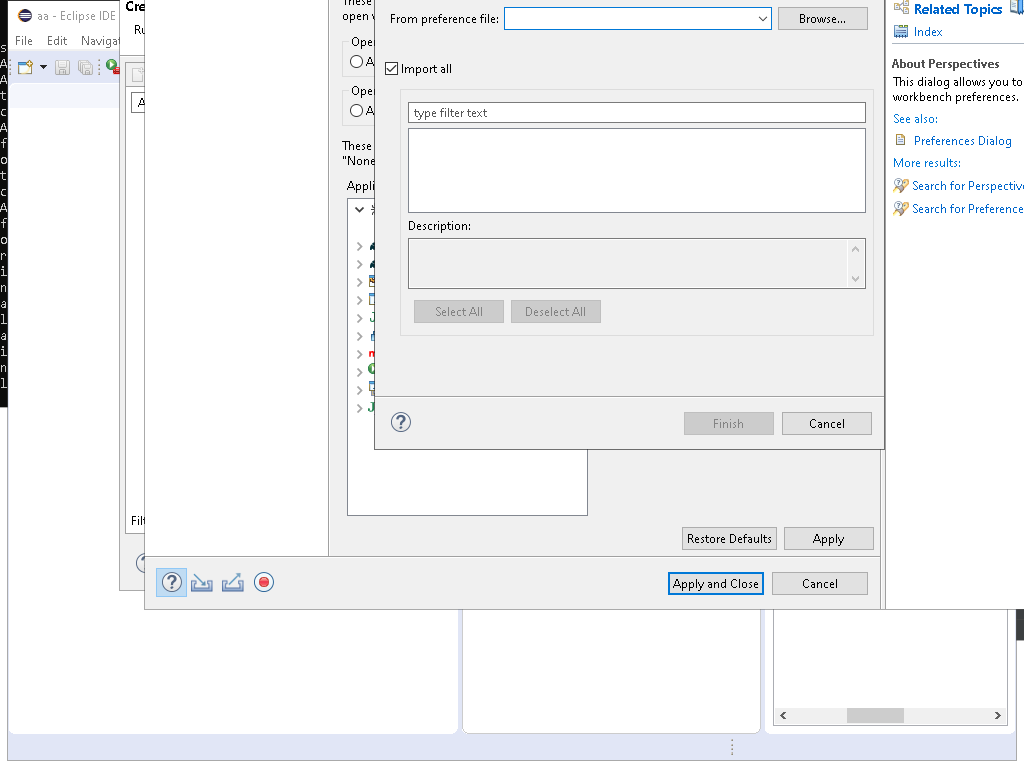 aa - Eclipse IDE
File Edit Navigat
Cre
Ru
A
Filt
These
open w
Open
A
Open
A
These
"None
Appli
From preference file:
Browse...
Import all
type filter text
Description:
Select All
Deselect All
Finish
Cancel
Restore Defaults
Apply
Apply and Close
Cancel
Related Topics
Index
About Perspectives
This dialog allows you to
workbench preferences.
See also:
Preferences Dialog
More results:
Search for Perspective
Search for Preference